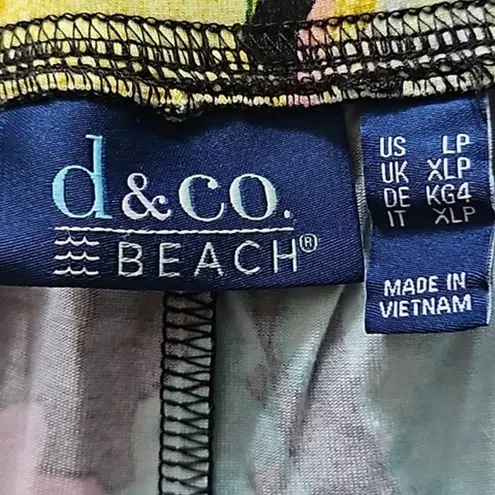 d&co.
BEACH®
US LP
UK XLP
DE KG4
IT XLP
MADE IN
VIETNAM